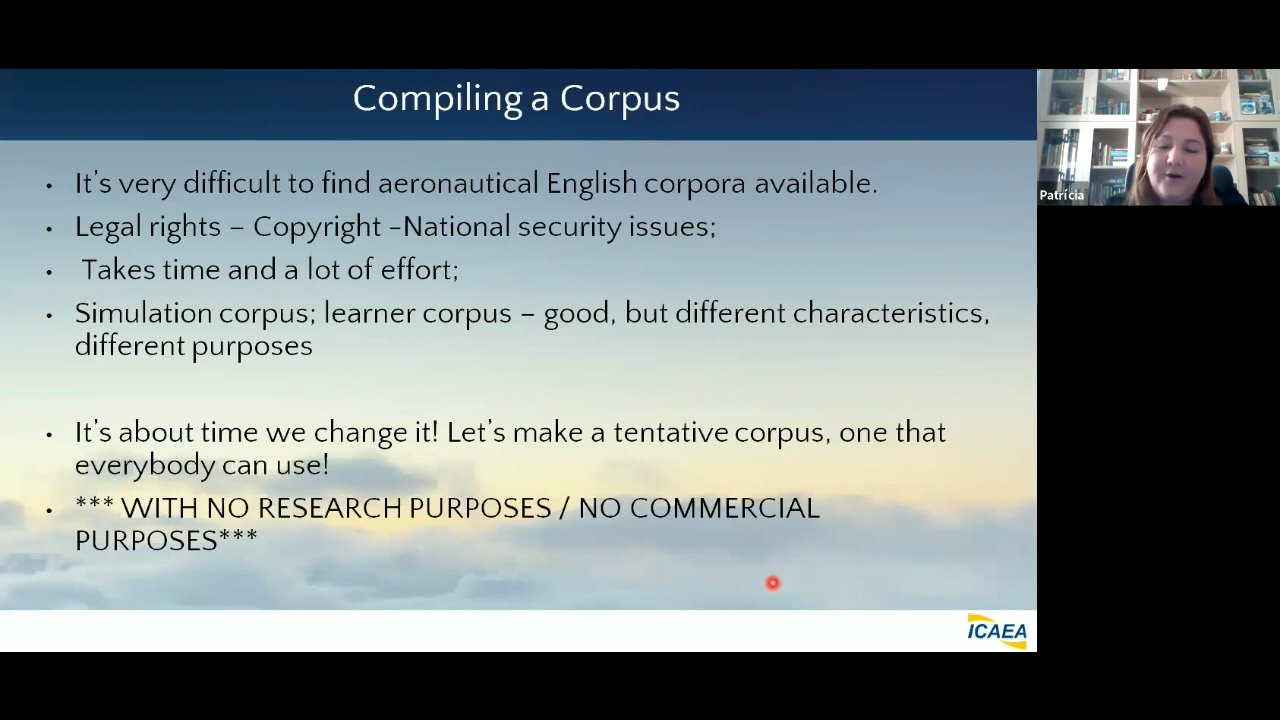 Compiling a Corpus
• It's very difficult to find aeronautical English corpora available.
• Legal rights – Copyright -National security issues;
• Takes time and a lot of effort;
• Simulation corpus; learner corpus – good, but different characteristics,
different purposes
• It's about time we change it! Let's make a tentative corpus, one that
everybody can use!
• *** WITH NO RESEARCH PURPOSES / NO COMMERCIAL
PURPOSES***
ICAEA
Patrícia